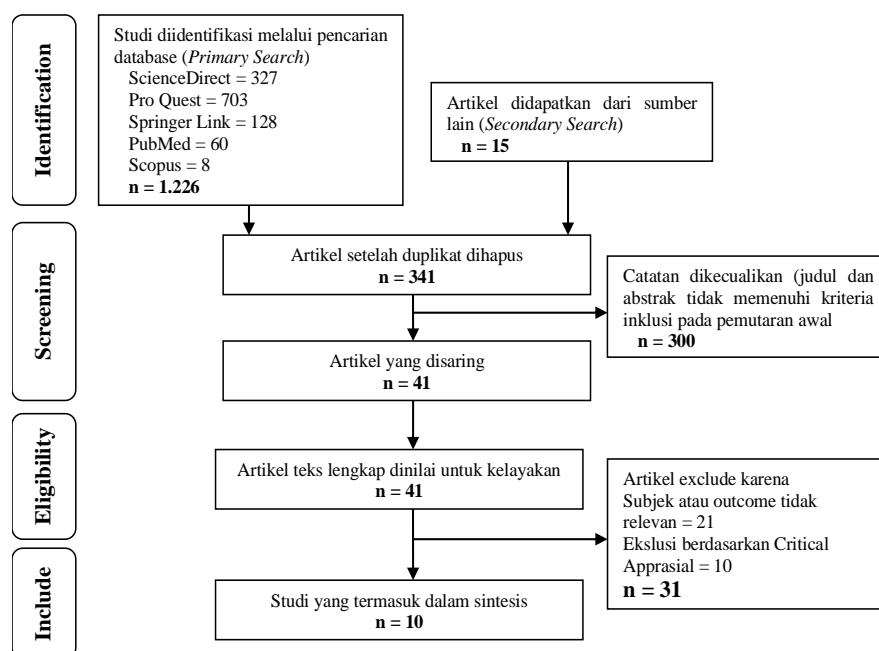 Identification
Studi diidentifikasi melalui pencarian
database (Primary Search)
ScienceDirect = 327
Pro Quest = 703
Springer Link = 128
PubMed = 60
Scopus = 8
n = 1.226
Artikel didapatkan dari sumber
lain (Secondary Search)
n = 15
Screening
Artikel setelah duplikat dihapus
n = 341
Catatan dikecualikan (judul dan
abstrak tidak memenuhi kriteria
inklusi pada pemutaran awal
n = 300
Artikel yang disaring
n = 41
Eligibility
Artikel teks lengkap dinilai untuk kelayakan
n = 41
Artikel exclude karena
Subjek atau outcome tidak
relevan = 21
Ekslusi berdasarkan Critical
Apprasial = 10
n = 31
Include
Studi yang termasuk dalam sintesis
n = 10